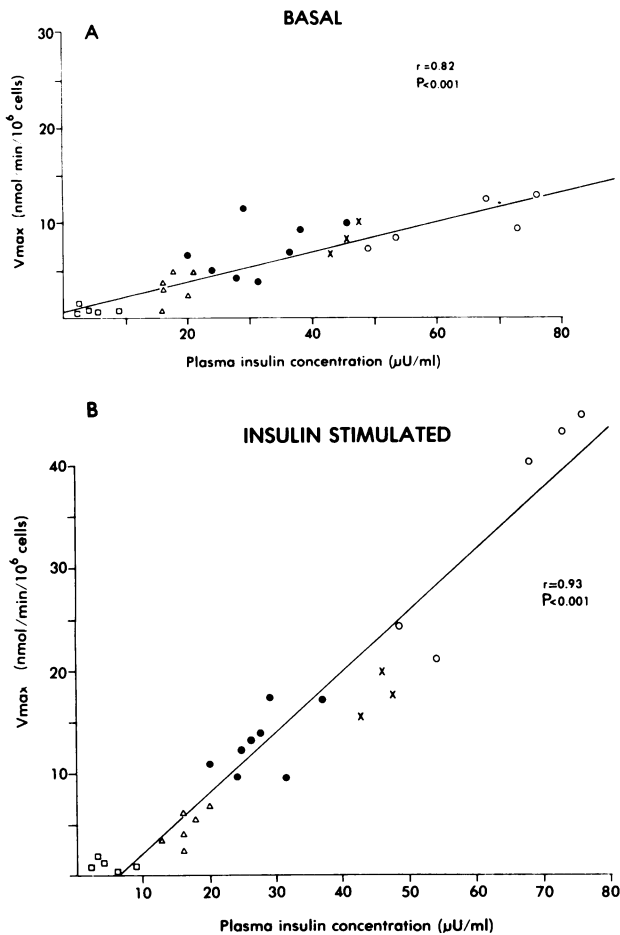 A
BASAL
30
20
10
Vmax (nmol·min/10⁶ cells)
r=0.82
P<0.001
20 40 60 80
Plasma insulin concentration (µU/ml)
B
INSULIN STIMULATED
40
30
20
10
Vmax (nmol/min/10⁶ cells)
r=0.93
P<0.001
10 20 30 40 50 60 70 80
Plasma insulin concentration (µU/ml)